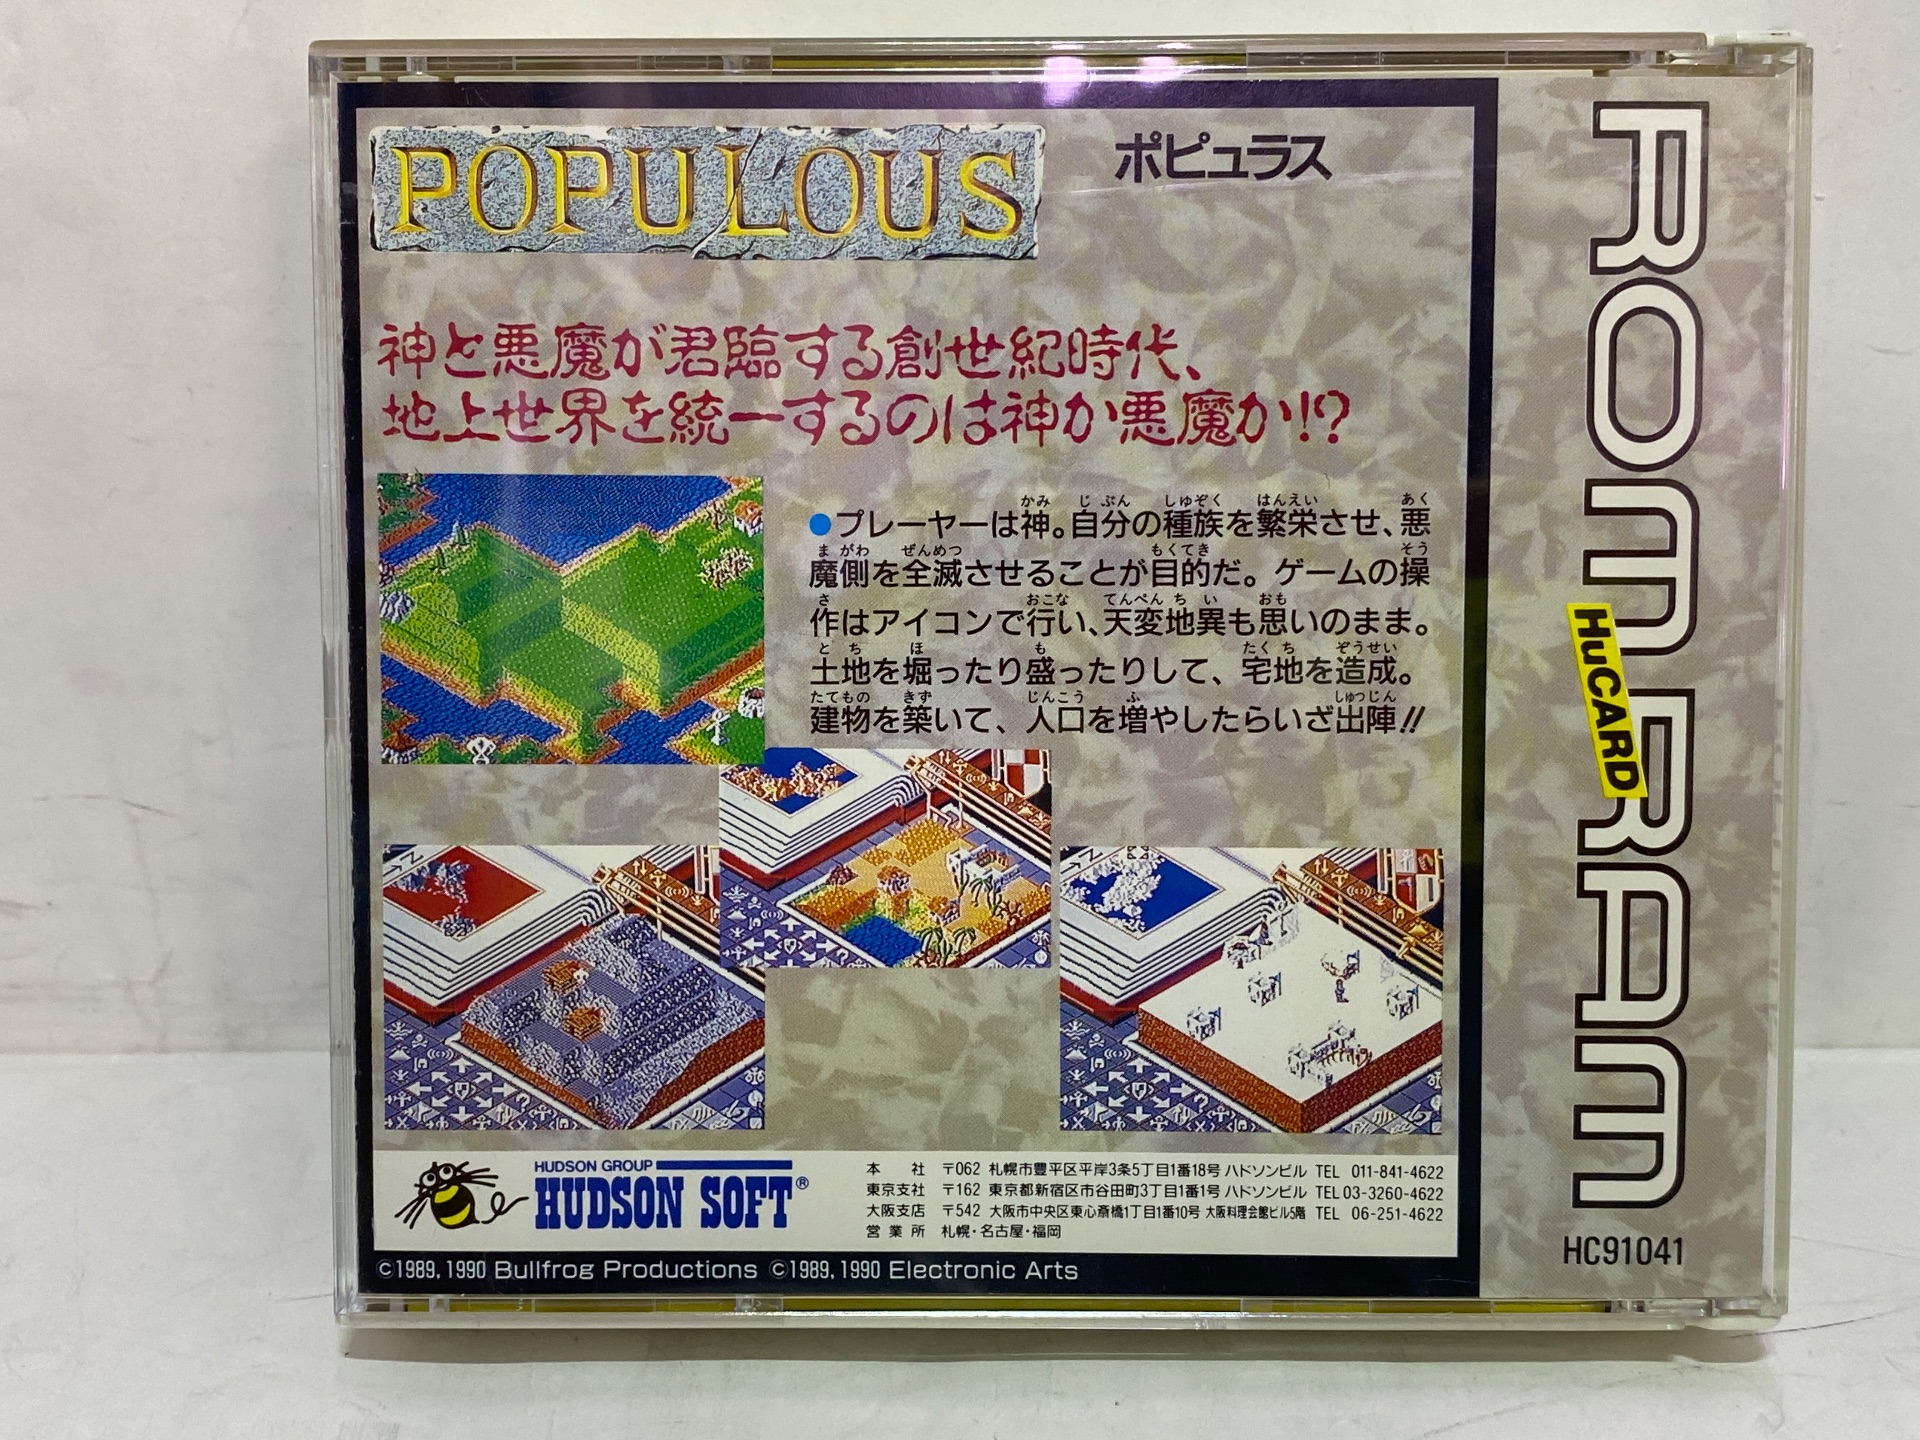 POPULOUS
ポピュラス
神と悪魔が君臨する創世紀時代、
地上世界を統一するのは神か悪魔か!?
●プレーヤーは神。自分の種族を繁栄させ、悪
魔側を全滅させることが目的だ。ゲームの操
作はアイコンで行い、天変地異も思いのまま。
土地を堀ったり盛ったりして、宅地を造成。
建物を築いて、人口を増やしたらいざ出陣!!
HUDSON GROUP
HUDSON SOFT®
本社 〒062 札幌市豊平区平岸3条5丁目1番18号 ハドソンビル TEL 011-841-4622
東京支社 〒162 東京都新宿区市谷田町3丁目1番1号 ハドソンビル TEL 03-3260-4622
大阪支店 〒542 大阪市中央区東心斎橋1丁目1番10号 大阪料理会館ビル5階 TEL 06-251-4622
営業所 札幌・名古屋・福岡
©1989, 1990 Bullfrog Productions ©1989, 1990 Electronic Arts
ROM RAM
HuCARD
HC91041